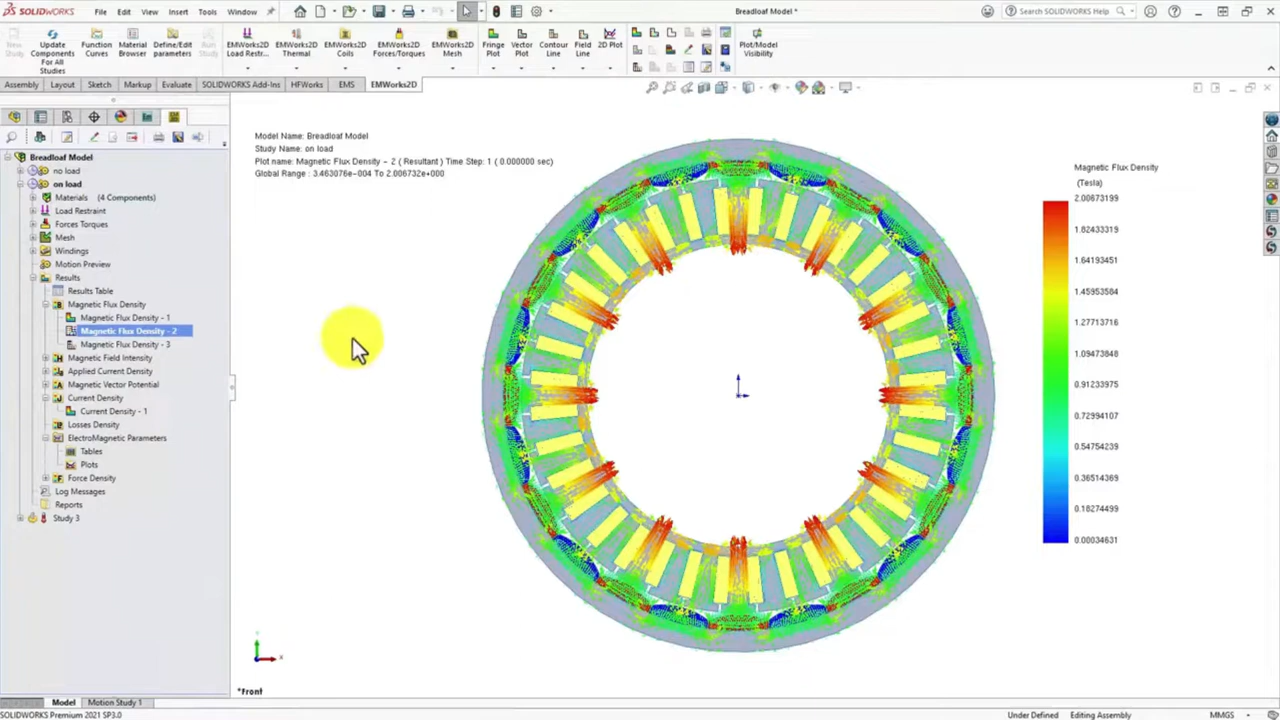 SOLIDWORKS
File
Edit
View
Insert
Tools
Window
Breadloaf Model *
Search SOLIDWORKS Help
New Study
Update Components For All Studies
Function Curves
Material Browser
Define/Edit parameters
Run Study
EMWorks2D Load Restr...
EMWorks2D Thermal
EMWorks2D Coils
EMWorks2D Forces/Torques
EMWorks2D Mesh
Fringe Plot
Vector Plot
Contour Line
Field Line
2D Plot
Plot/Model Visibility
Assembly
Layout
Sketch
Markup
Evaluate
SOLIDWORKS Add-Ins
HFWorks
EMS
EMWorks2D
Breadloaf Model
no load
on load
Materials (4 Components)
Load Restraint
Forces Torques
Mesh
Windings
Motion Preview
Results
Results Table
Magnetic Flux Density
Magnetic Flux Density - 1
Magnetic Flux Density - 2
Magnetic Flux Density - 3
Magnetic Field Intensity
Applied Current Density
Magnetic Vector Potential
Current Density
Current Density - 1
Losses Density
ElectroMagnetic Parameters
Tables
Plots
Force Density
Log Messages
Reports
Study 3
Model Name: Breadloaf Model
Study Name: on load
Plot name: Magnetic Flux Density - 2 ( Resultant ) Time Step: 1 ( 0.000000 sec)
Global Range : 3.463076e-004 To 2.006732e+000
Magnetic Flux Density
(Tesla)
2.00673199
1.82433319
1.64193451
1.45953584
1.27713716
1.09473848
0.91233975
0.72994107
0.54754239
0.36514369
0.18274499
0.00034631
x
*Front
Model
Motion Study 1
SOLIDWORKS Premium 2021 SP3.0
Under Defined
Editing Assembly
MMGS